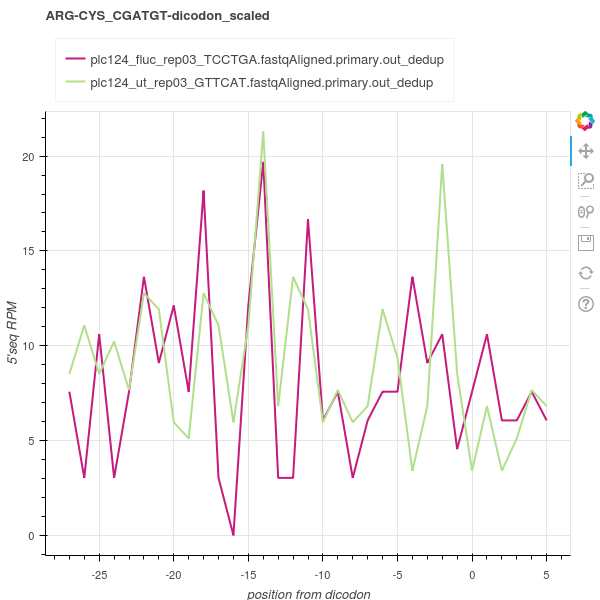 ARG-CYS_CGATGT-dicodon_scaled
plc124_fluc_rep03_TCCTGA.fastqAligned.primary.out_dedup
plc124_ut_rep03_GTTCAT.fastqAligned.primary.out_dedup
20
15
10
5
0
5'seq RPM
-25 -20 -15 -10 -5 0 5
position from dicodon